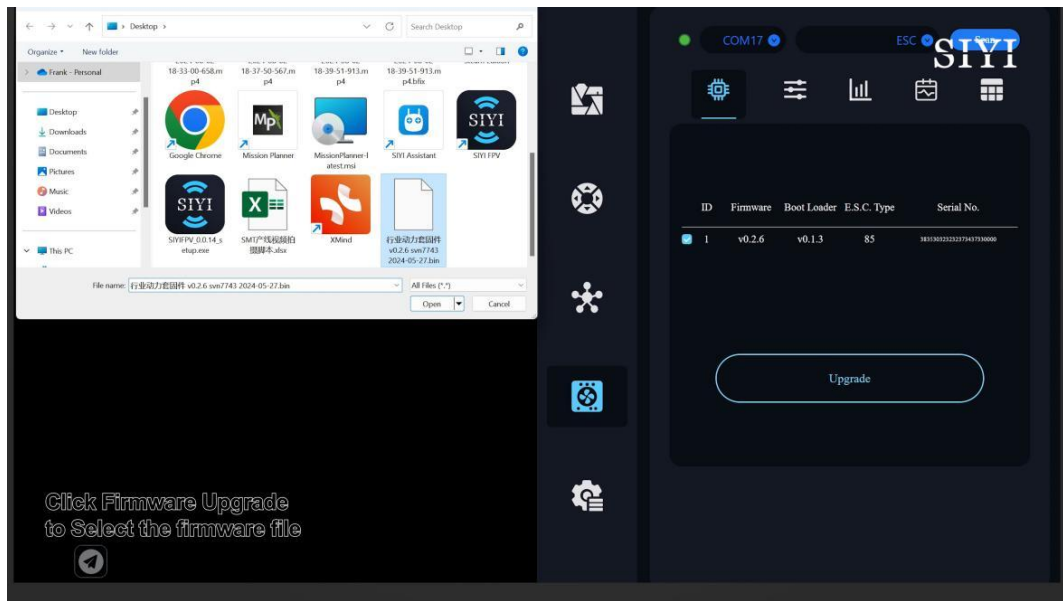 Desktop
Search Desktop
Organize
New folder
Frank - Personal
18-33-00-658.m
p4
18-37-50-567.m
p4
18-39-51-913.m
p4
18-39-51-913.m
p4.bfix
Desktop
Downloads
Documents
Pictures
Music
Videos
This PC
Google Chrome
Mp
Mission Planner
MissionPlanner-l
atest.msi
SIYI Assistant
SIYI
SIYI FPV
SIYI
SIYIFPV_0.0.14_s
etup.exe
SMT产线视频拍
摄脚本.xlsx
XMind
行业动力套固件
v0.2.6 svn7743
2024-05-27.bin
File name:
行业动力套固件 v0.2.6 svn7743 2024-05-27.bin
All Files (*.*)
Open
Cancel
COM17
ESC
SIYI
ID Firmware Boot Loader E.S.C. Type Serial No.
1 v0.2.6 v0.1.3 85
Upgrade
Click Firmware Upgrade
to Select the firmware file